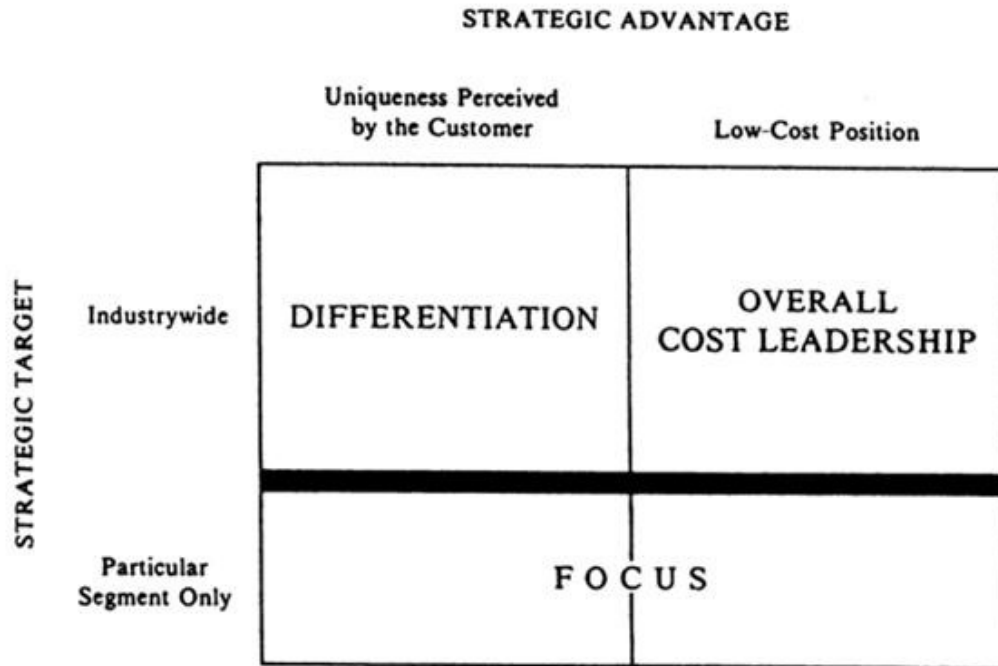 STRATEGIC ADVANTAGE
Uniqueness Perceived
by the Customer
Low-Cost Position
STRATEGIC TARGET
Industrywide
DIFFERENTIATION
OVERALL
COST LEADERSHIP
Particular
Segment Only
FOCUS